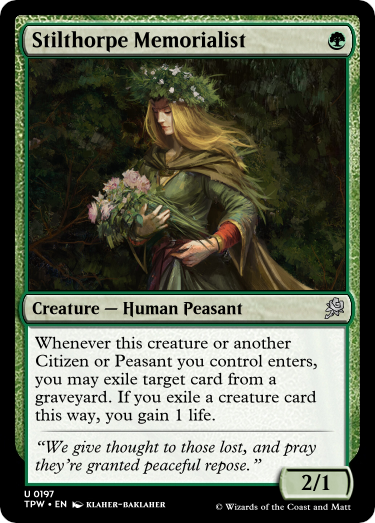 Stilthorpe Memorialist
Creature — Human Peasant
Whenever this creature or another
Citizen or Peasant you control enters,
you may exile target card from a
graveyard. If you exile a creature card
this way, you gain 1 life.
“We give thought to those lost, and pray
they’re granted peaceful repose.”
2/1
U 0197
TPW • EN KLAHER-BAKLAHER
© Wizards of the Coast and Matt